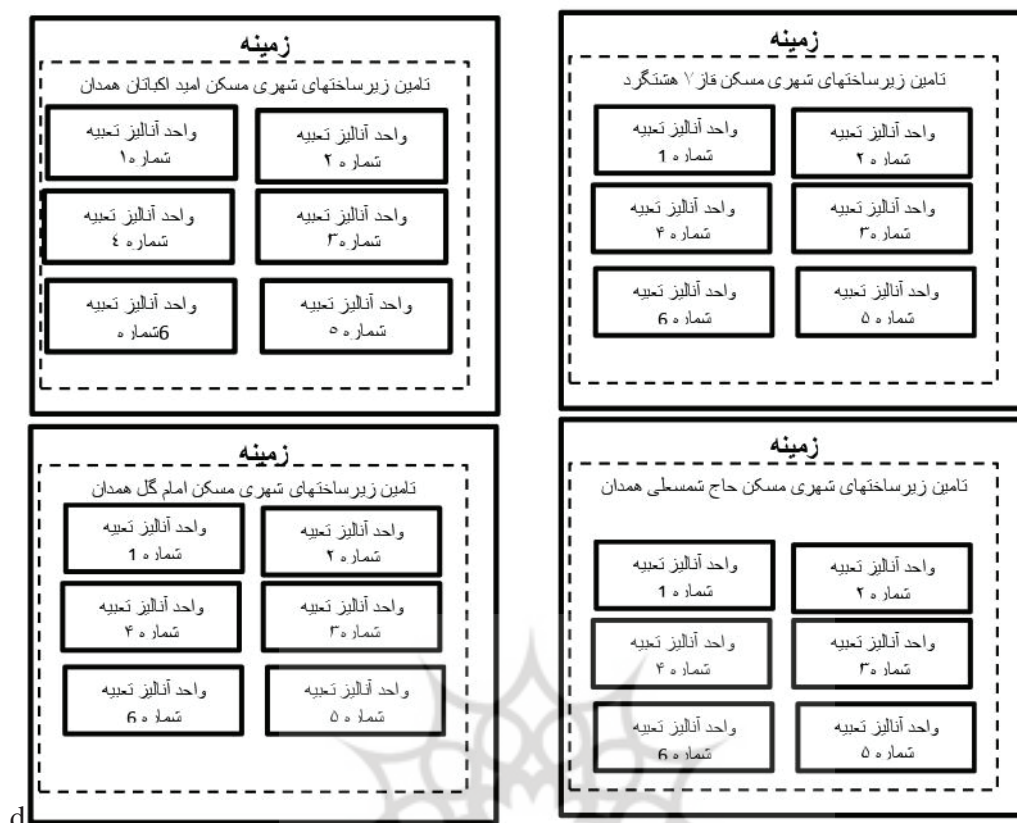 زمینه
تامین زیرساختهای شهری مسکن فاز ۷ هشتگرد
واحد آنالیز تعبیه
شماره 1
واحد آنالیز تعبیه
شماره ۲
واحد آنالیز تعبیه
شماره ۴
واحد آنالیز تعبیه
شماره ۳
واحد آنالیز تعبیه
شماره 6
واحد آنالیز تعبیه
شماره ۵
زمینه
تامین زیرساختهای شهری مسکن امید اکباتان همدان
واحد آنالیز تعبیه
شماره ۱
واحد آنالیز تعبیه
شماره ۲
واحد آنالیز تعبیه
شماره ٤
واحد آنالیز تعبیه
شماره ۳
واحد آنالیز تعبیه
6شماره
واحد آنالیز تعبیه
شماره ۵
زمینه
تامین زیرساختهای شهری مسکن حاج شمسعلی همدان
واحد آنالیز تعبیه
شماره 1
واحد آنالیز تعبیه
شماره ۲
واحد آنالیز تعبیه
شماره ۴
واحد آنالیز تعبیه
شماره ۳
واحد آنالیز تعبیه
شماره 6
واحد آنالیز تعبیه
شماره ۵
زمینه
تامین زیرساختهای شهری مسکن امام گل همدان
واحد آنالیز تعبیه
شماره 1
واحد آنالیز تعبیه
شماره ۲
واحد آنالیز تعبیه
شماره ۴
واحد آنالیز تعبیه
شماره ۳
واحد آنالیز تعبیه
شماره 6
واحد آنالیز تعبیه
شماره ۵
d